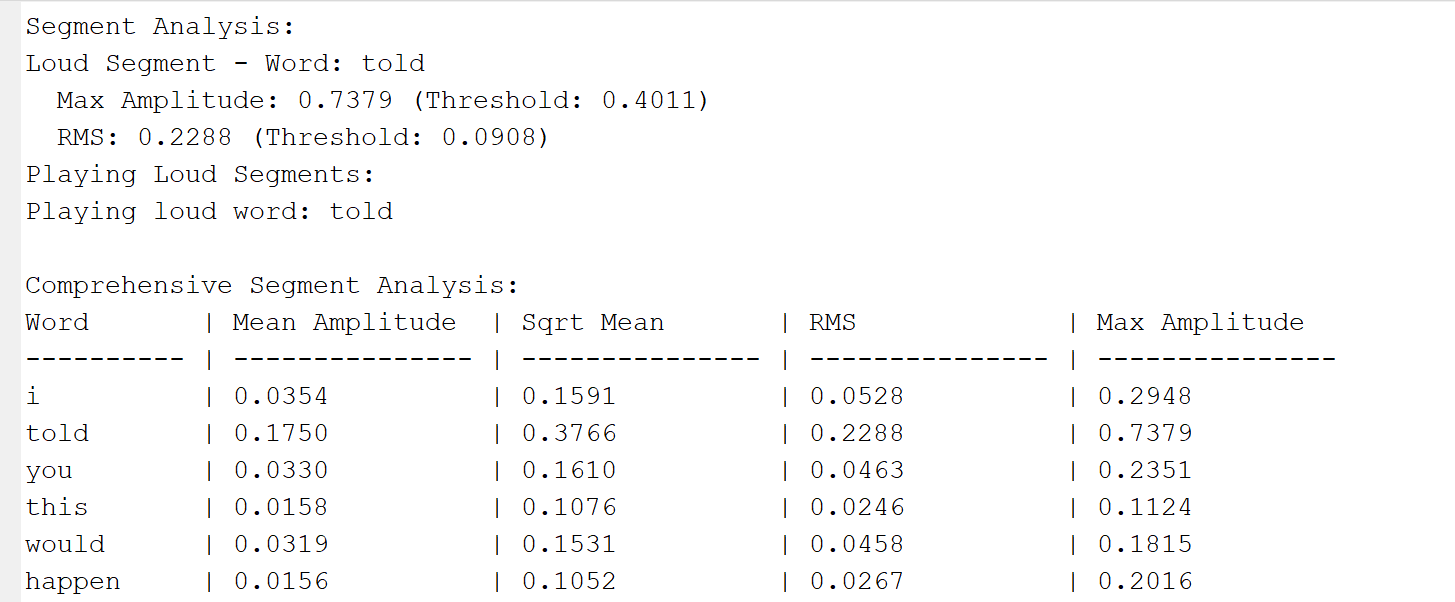 Segment Analysis:
Loud Segment - Word: told
  Max Amplitude: 0.7379 (Threshold: 0.4011)
  RMS: 0.2288 (Threshold: 0.0908)
Playing Loud Segments:
Playing loud word: told

Comprehensive Segment Analysis:
Word       | Mean Amplitude  | Sqrt Mean       | RMS             | Max Amplitude
---------- | --------------- | --------------- | --------------- | ---------------
i          | 0.0354          | 0.1591          | 0.0528          | 0.2948
told       | 0.1750          | 0.3766          | 0.2288          | 0.7379
you        | 0.0330          | 0.1610          | 0.0463          | 0.2351
this       | 0.0158          | 0.1076          | 0.0246          | 0.1124
would      | 0.0319          | 0.1531          | 0.0458          | 0.1815
happen     | 0.0156          | 0.1052          | 0.0267          | 0.2016